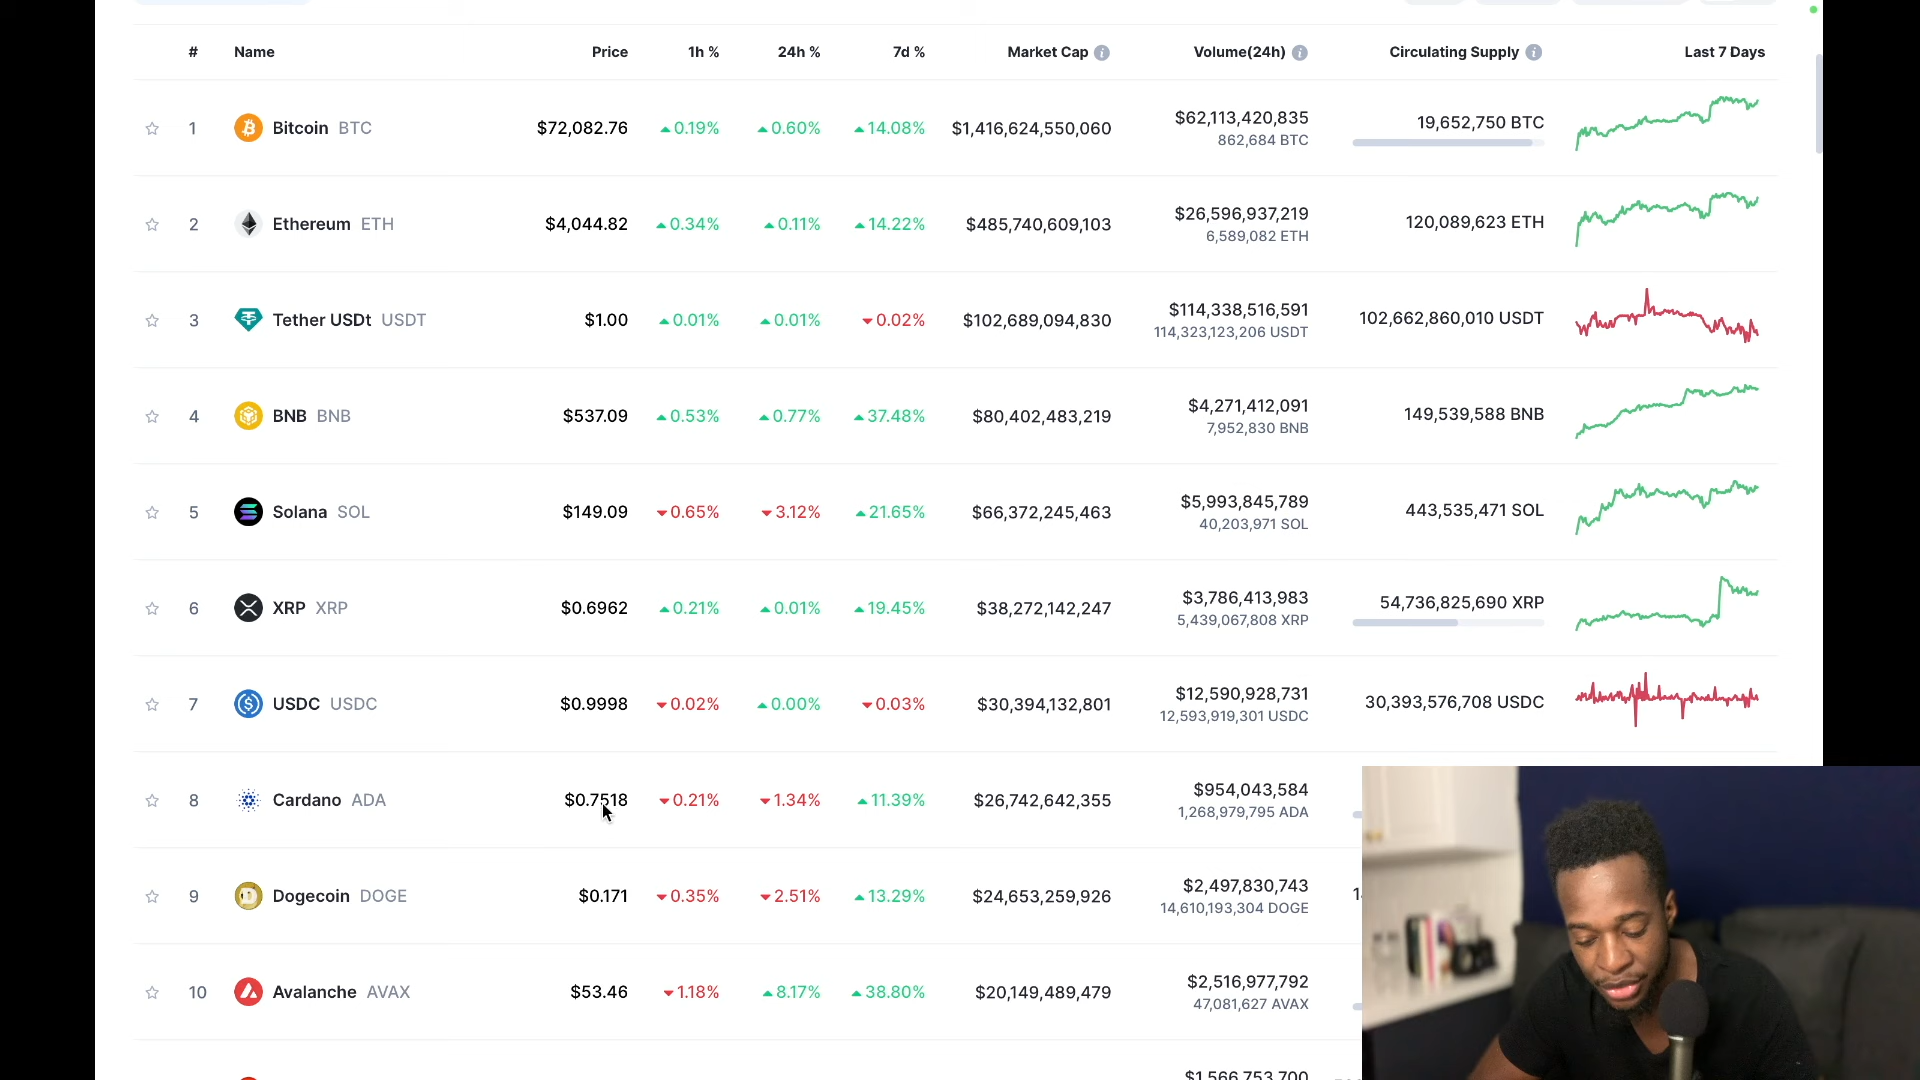 # Name Price 1h % 24h % 7d % Market Cap Volume(24h) Circulating Supply Last 7 Days
1 Bitcoin BTC $72,082.76 0.19% 0.60% 14.08% $1,416,624,550,060 $62,113,420,835 19,652,750 BTC
862,684 BTC
2 Ethereum ETH $4,044.82 0.34% 0.11% 14.22% $485,740,609,103 $26,596,937,219 120,089,623 ETH
6,589,082 ETH
3 Tether USDt USDT $1.00 0.01% 0.01% 0.02% $102,689,094,830 $114,338,516,591 102,662,860,010 USDT
114,323,123,206 USDT
4 BNB BNB $537.09 0.53% 0.77% 37.48% $80,402,483,219 $4,271,412,091 149,539,588 BNB
7,952,830 BNB
5 Solana SOL $149.09 0.65% 3.12% 21.65% $66,372,245,463 $5,993,845,789 443,535,471 SOL
40,203,971 SOL
6 XRP XRP $0.6962 0.21% 0.01% 19.45% $38,272,142,247 $3,786,413,983 54,736,825,690 XRP
5,439,067,808 XRP
7 USDC USDC $0.9998 0.02% 0.00% 0.03% $30,394,132,801 $12,590,928,731 30,393,576,708 USDC
12,593,919,301 USDC
8 Cardano ADA $0.7518 0.21% 1.34% 11.39% $26,742,642,355 $954,043,584
1,268,979,795 ADA
9 Dogecoin DOGE $0.171 0.35% 2.51% 13.29% $24,653,259,926 $2,497,830,743
14,610,193,304 DOGE
10 Avalanche AVAX $53.46 1.18% 8.17% 38.80% $20,149,489,479 $2,516,977,792
47,081,627 AVAX
$1,566,753,700